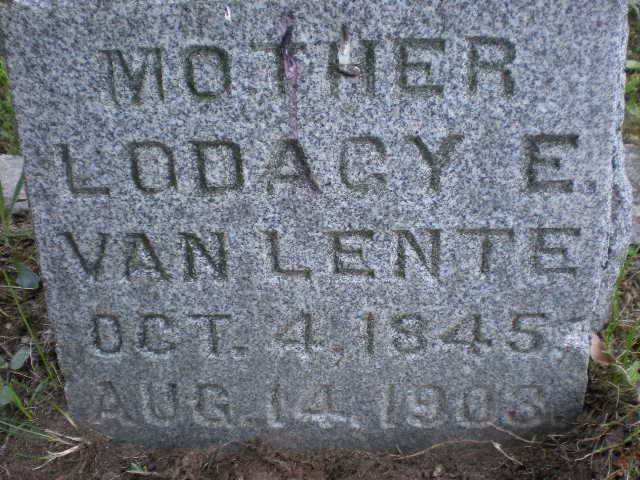 MOTHER
LODACY E.
VAN LENTE
OCT. 4, 1845
AUG. 14, 1903